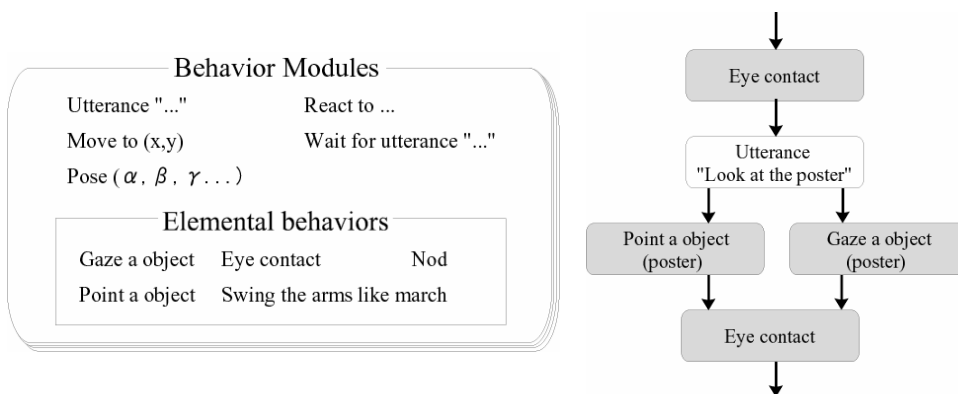 Behavior Modules
Utterance "..." React to ...
Move to (x,y) Wait for utterance "..."
Pose (α, β, γ...)
Elemental behaviors
Gaze a object Eye contact Nod
Point a object Swing the arms like march
Eye contact
Utterance
"Look at the poster"
Point a object
(poster)
Gaze a object
(poster)
Eye contact